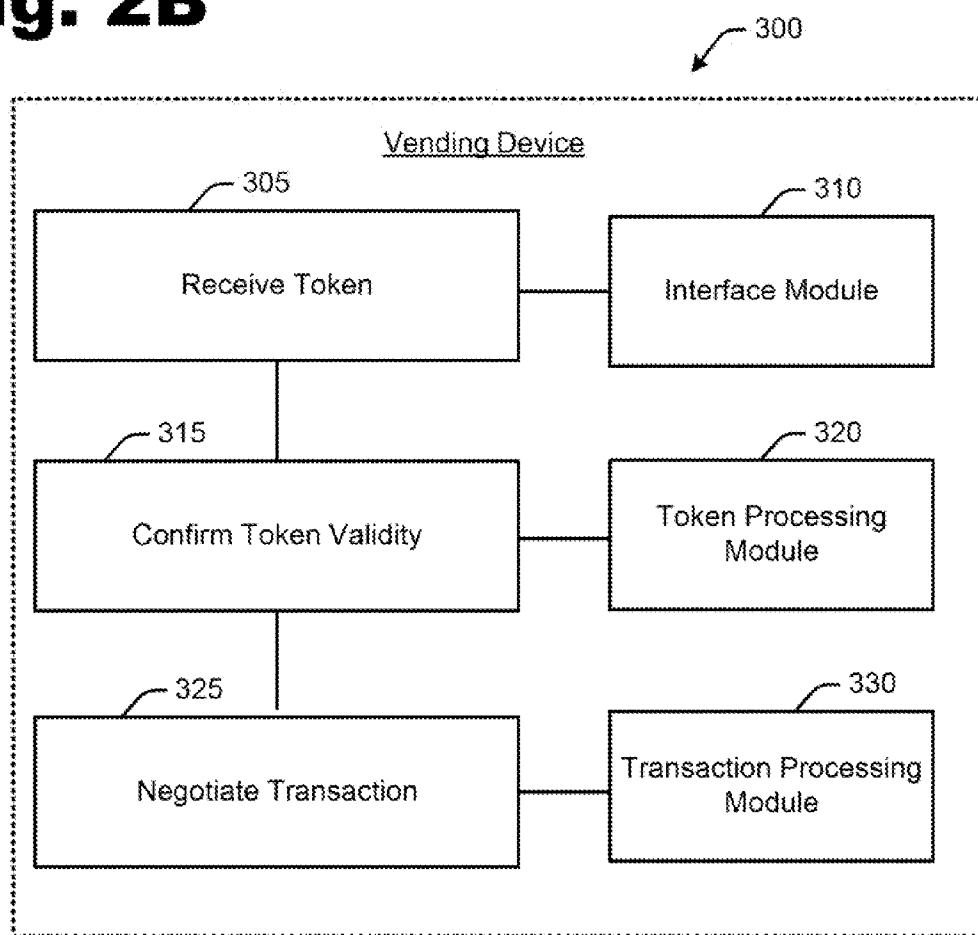 g. 2B
300
Vending Device
305
310
Receive Token
Interface Module
315
320
Confirm Token Validity
Token Processing
Module
325
330
Negotiate Transaction
Transaction Processing
Module